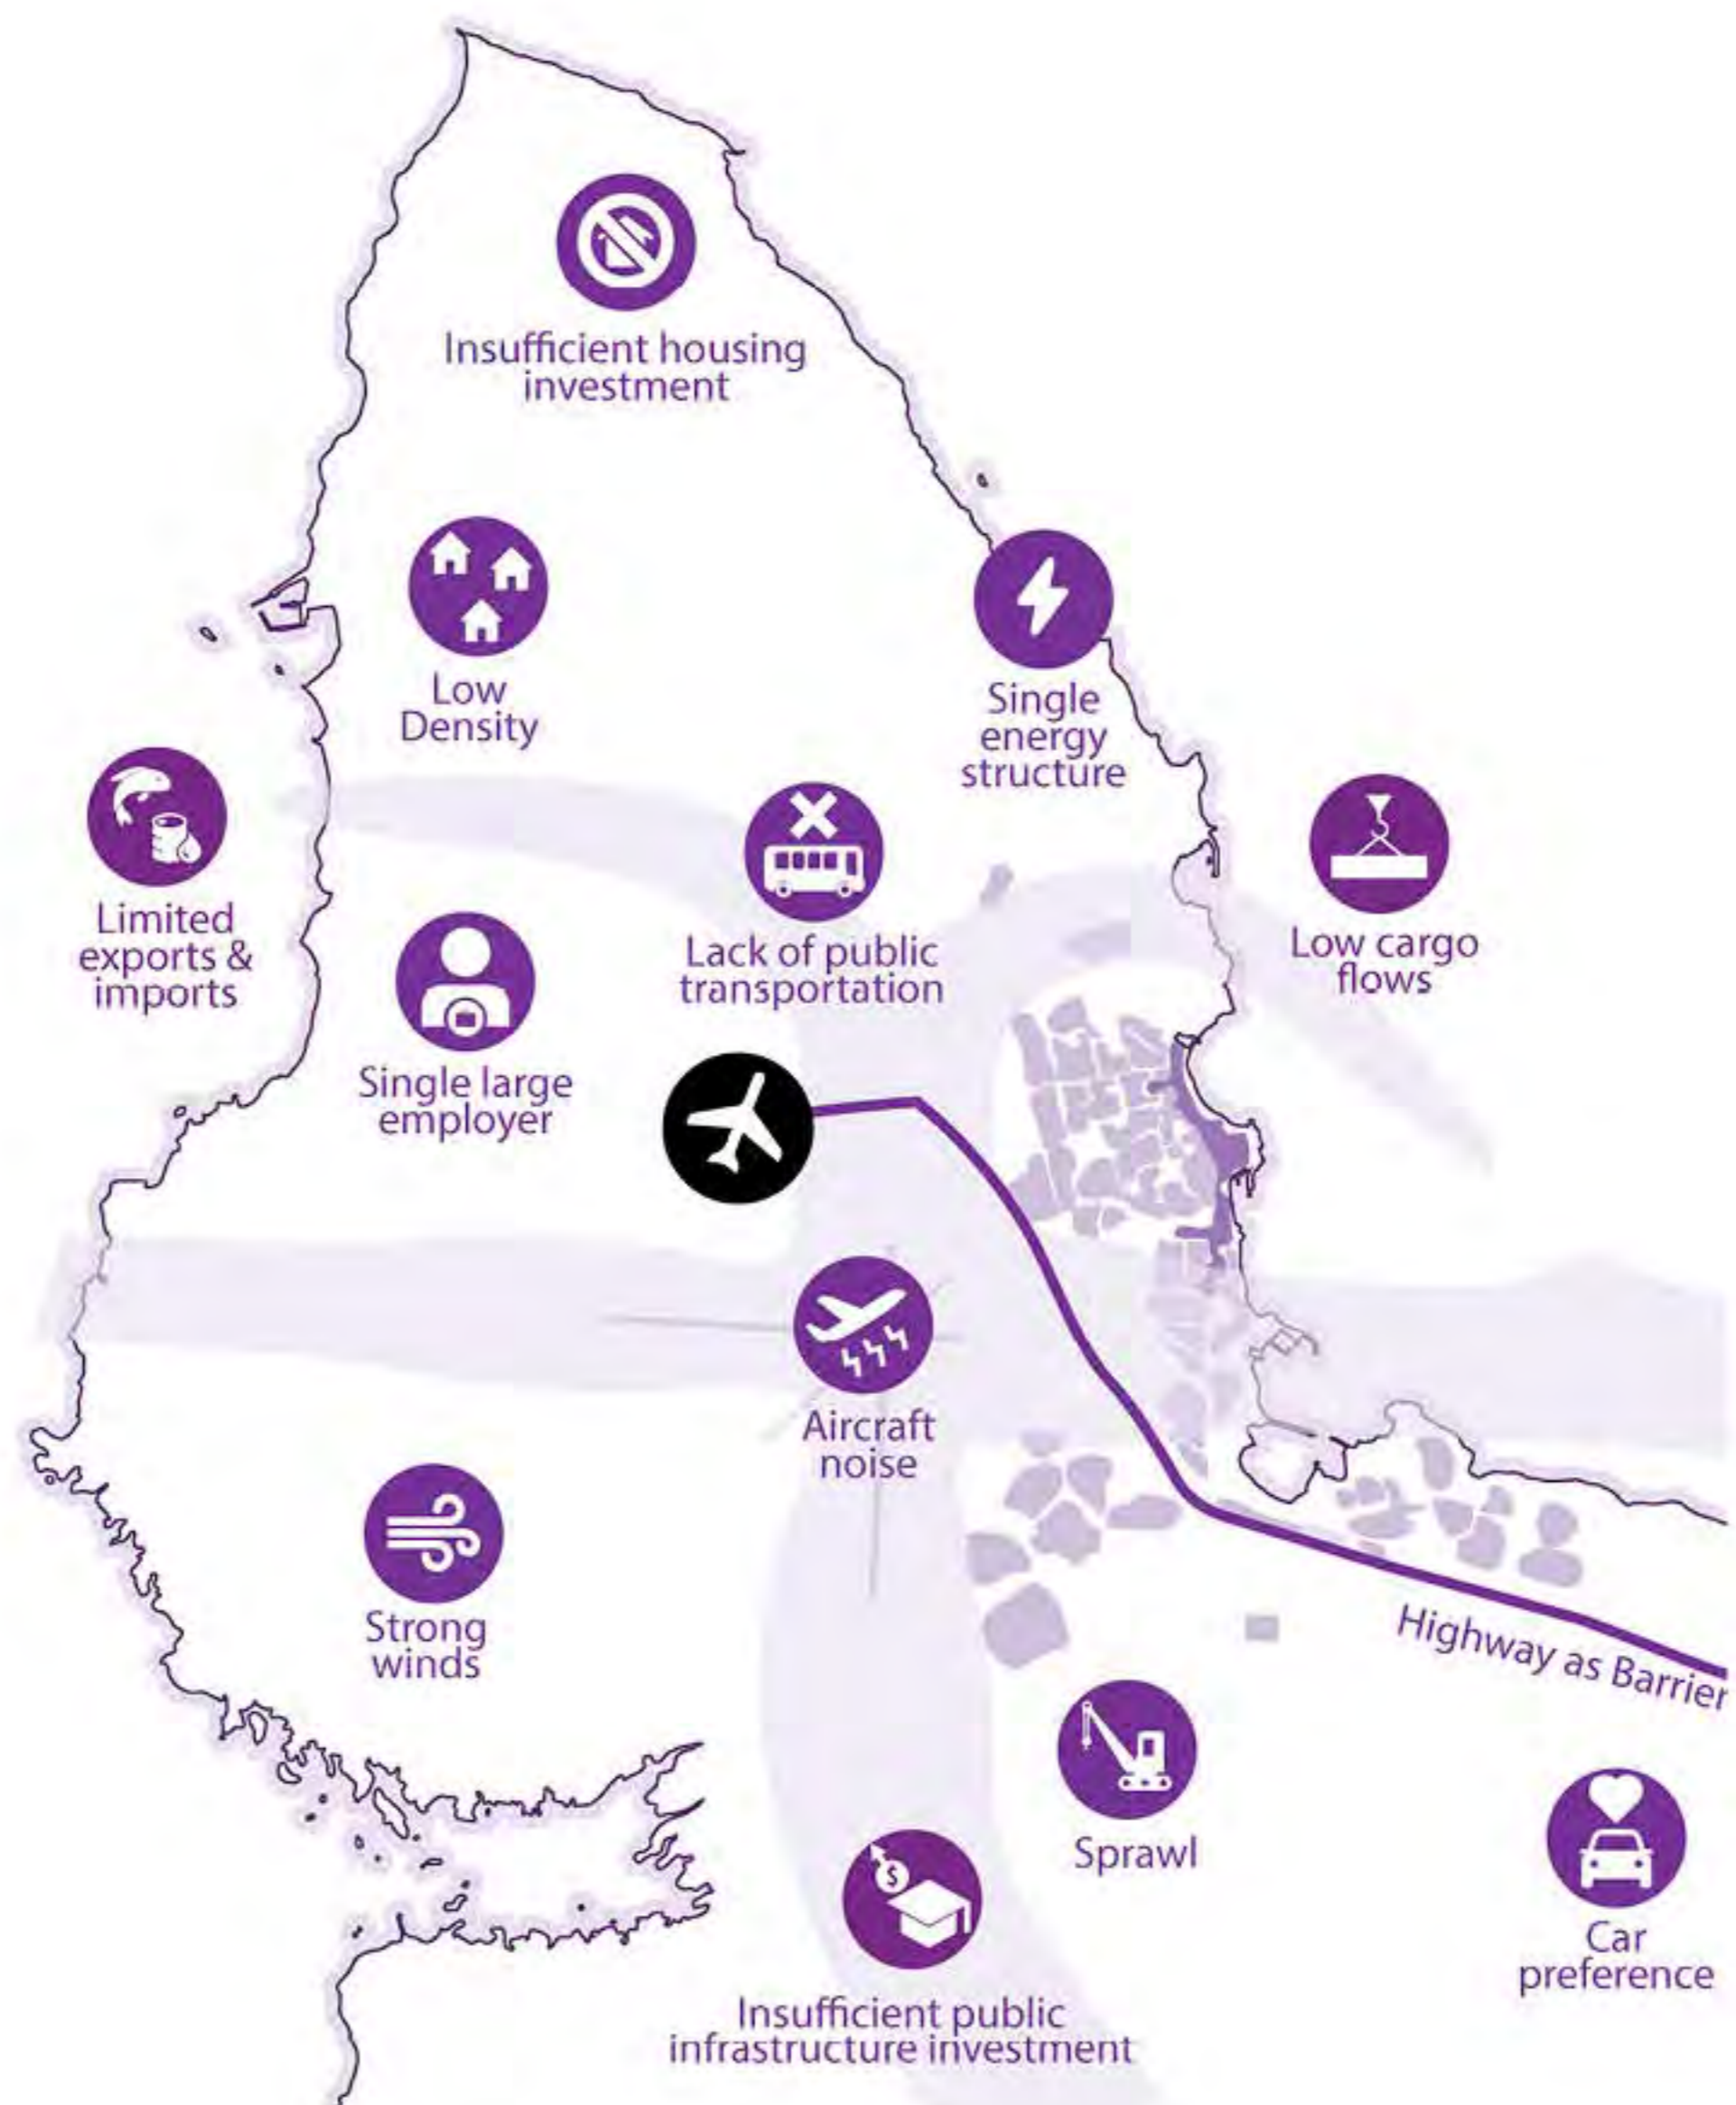 Insufficient housing
investment
Low
Density
Single
energy
structure
Limited
exports &
imports
Lack of public
transportation
Low cargo
flows
Single large
employer
Aircraft
noise
Strong
winds
Highway as Barrier
Sprawl
Car
preference
$
Insufficient public
infrastructure investment